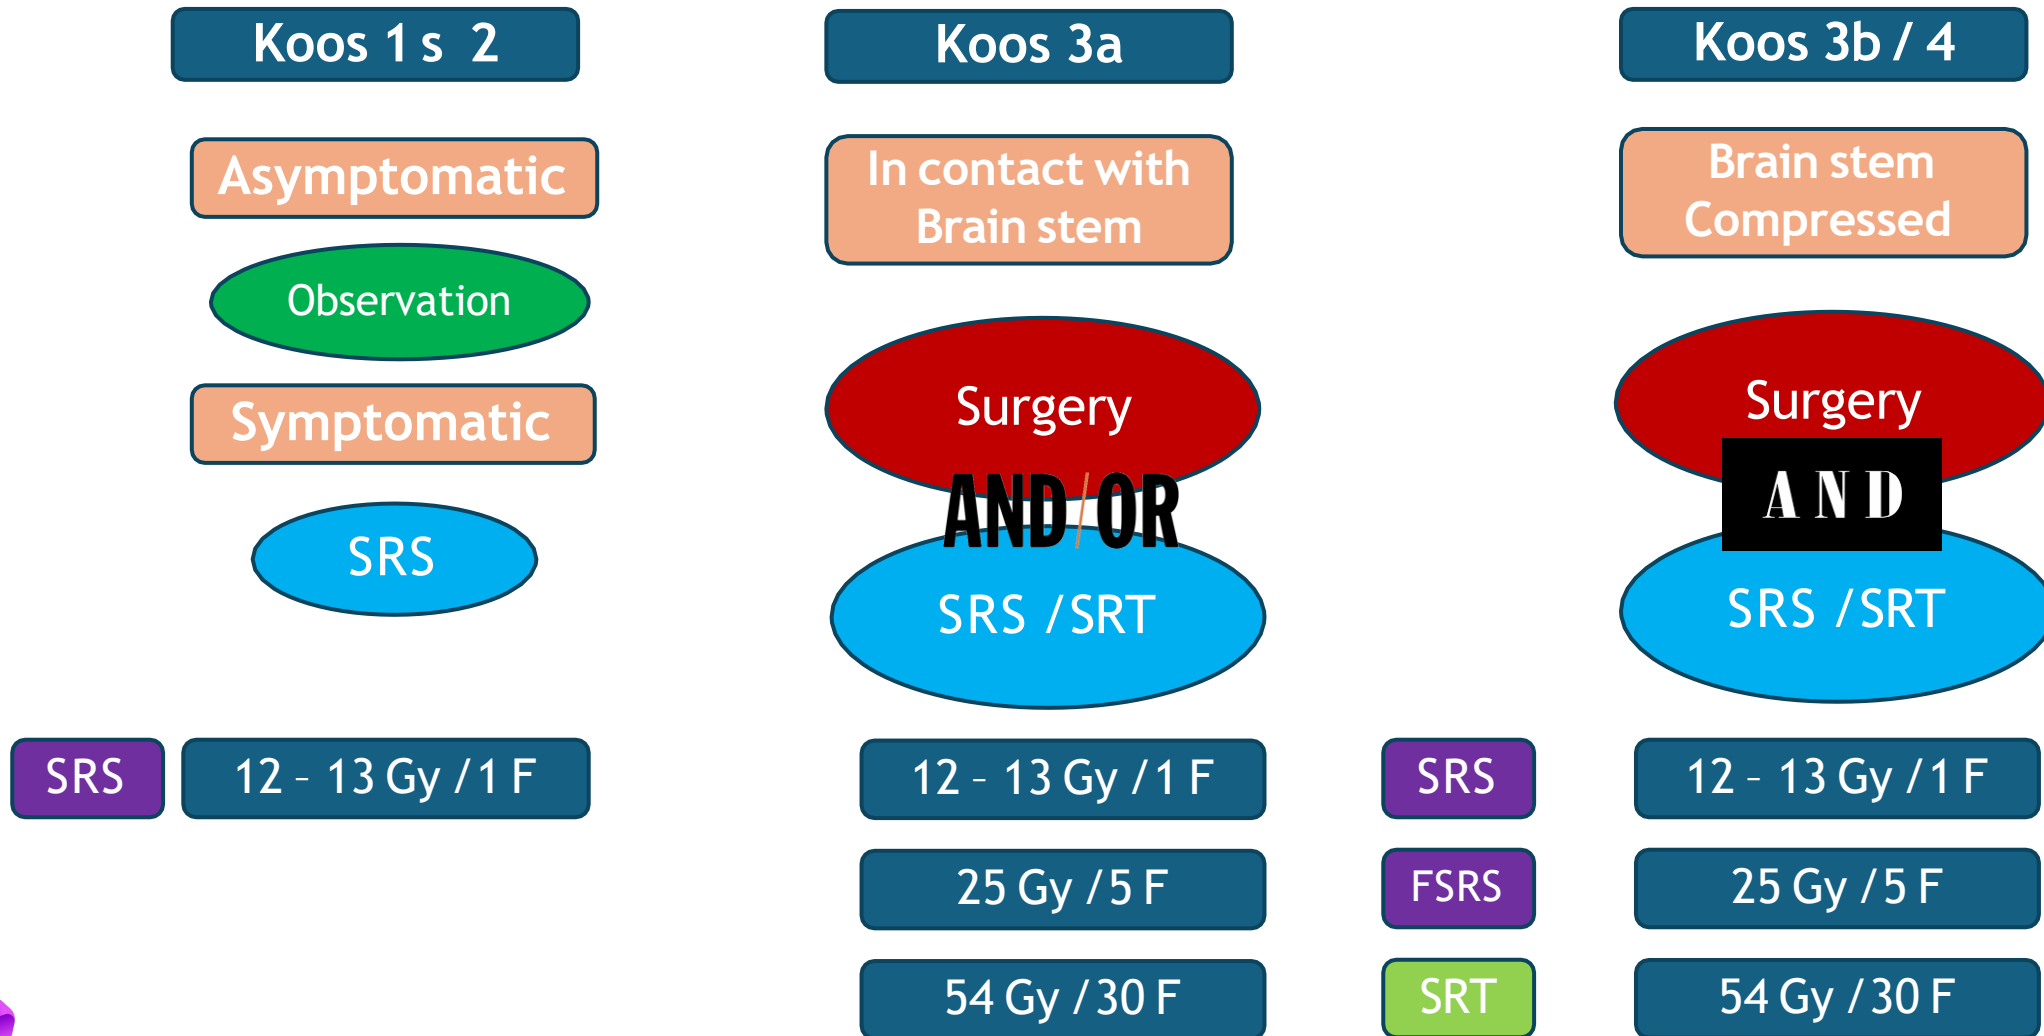 Koos 1 s 2
Asymptomatic
Observation
Symptomatic
SRS
SRS
12 – 13 Gy / 1 F
Koos 3a
In contact with
Brain stem
Surgery
AND/OR
SRS / SRT
12 – 13 Gy / 1 F
25 Gy / 5 F
54 Gy / 30 F
Koos 3b / 4
Brain stem
Compressed
Surgery
AND
SRS / SRT
SRS
12 – 13 Gy / 1 F
FSRS
25 Gy / 5 F
SRT
54 Gy / 30 F